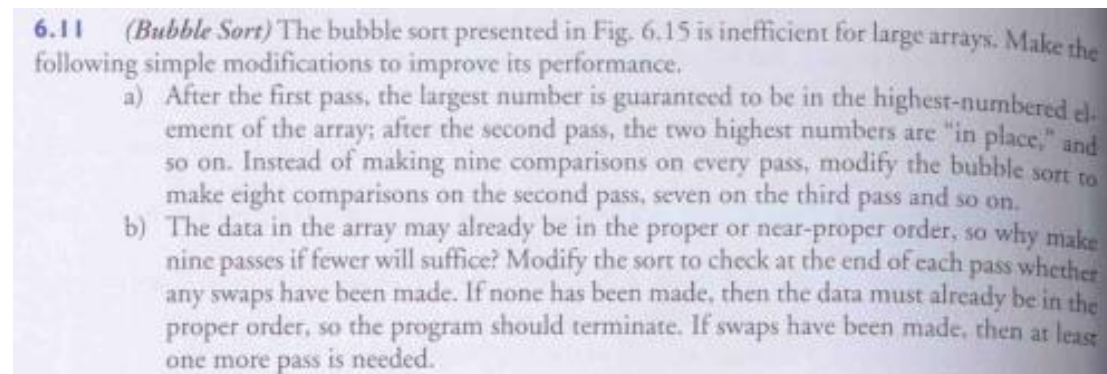 6.11 (Bubble Sort) The bubble sort presented in Fig. 6.15 is inefficient for large arrays. Make the
following simple modifications to improve its performance.
a) After the first pass, the largest number is guaranteed to be in the highest-numbered el-
ement of the array; after the second pass, the two highest numbers are "in place," and
so on. Instead of making nine comparisons on every pass, modify the bubble sort to
make eight comparisons on the second pass, seven on the third pass and so on.
b) The data in the array may already be in the proper or near-proper order, so why make
nine passes if fewer will suffice? Modify the sort to check at the end of each pass whether
any swaps have been made. If none has been made, then the data must already be in the
proper order, so the program should terminate. If swaps have been made, then at least
one more pass is needed.